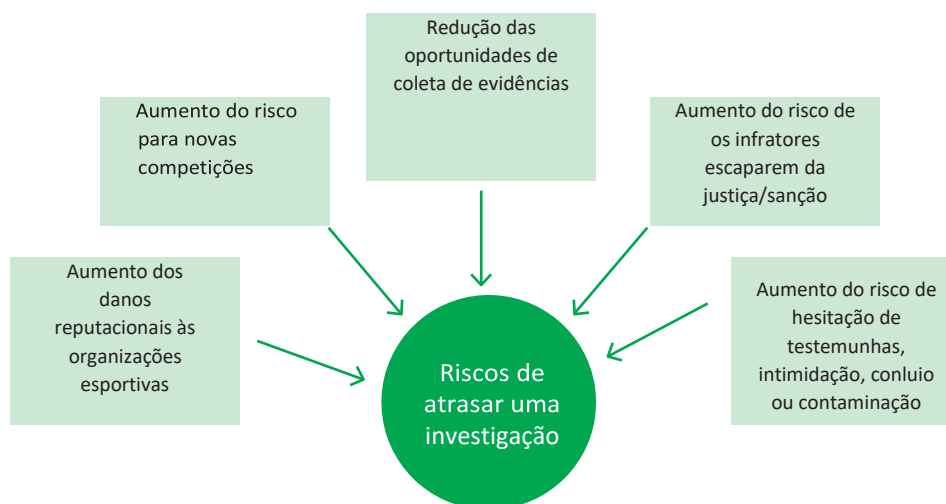 Redução das
oportunidades de
coleta de evidências
Aumento do risco
para novas
competições
Aumento do risco de
os infratores
escaparem da
justiça/sanção
Aumento dos
danos
reputacionais às
organizações
esportivas
Aumento do risco de
hesitação de
testemunhas,
intimidação, conluio
ou contaminação
Riscos de
atrasar uma
investigação